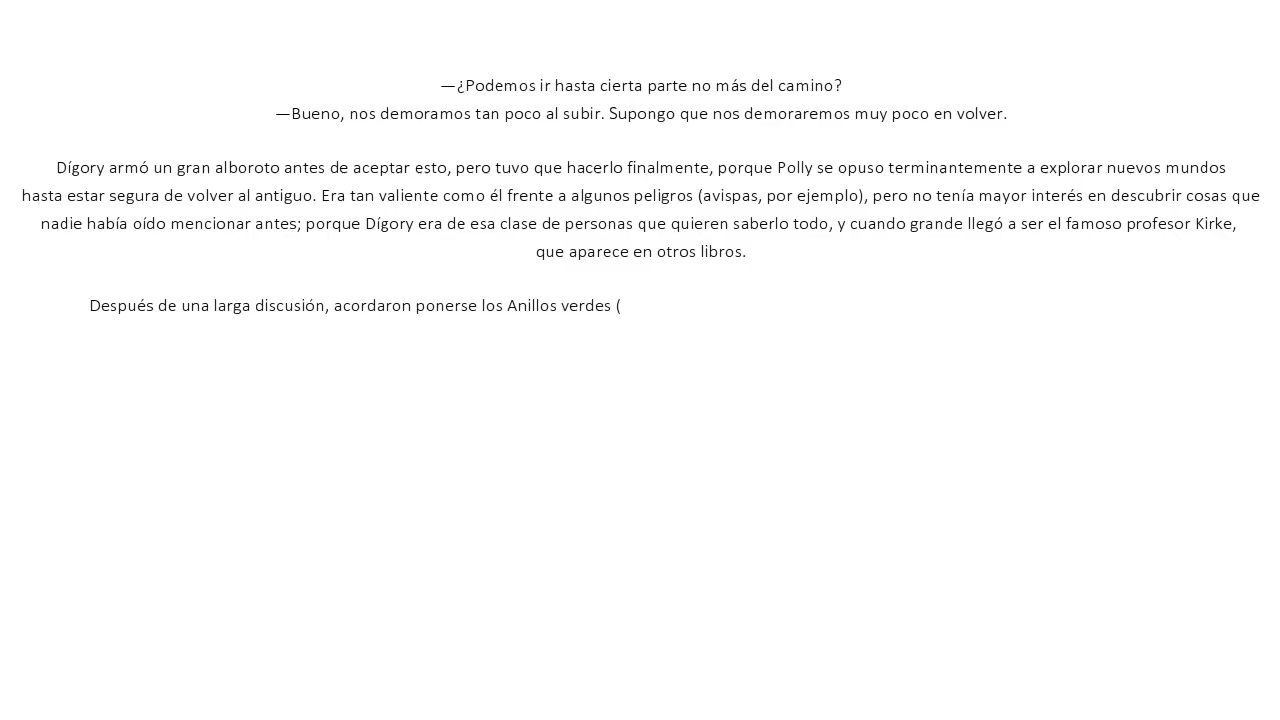 —¿Podemos ir hasta cierta parte no más del camino?
—Bueno, nos demoramos tan poco al subir. Supongo que nos demoraremos muy poco en volver.
Dígory armó un gran alboroto antes de aceptar esto, pero tuvo que hacerlo finalmente, porque Polly se opuso terminantemente a explorar nuevos mundos
hasta estar segura de volver al antiguo. Era tan valiente como él frente a algunos peligros (avispas, por ejemplo), pero no tenía mayor interés en descubrir cosas que
nadie había oído mencionar antes; porque Dígory era de esa clase de personas que quieren saberlo todo, y cuando grande llegó a ser el famoso profesor Kirke,
que aparece en otros libros.
Después de una larga discusión, acordaron ponerse los Anillos verdes (